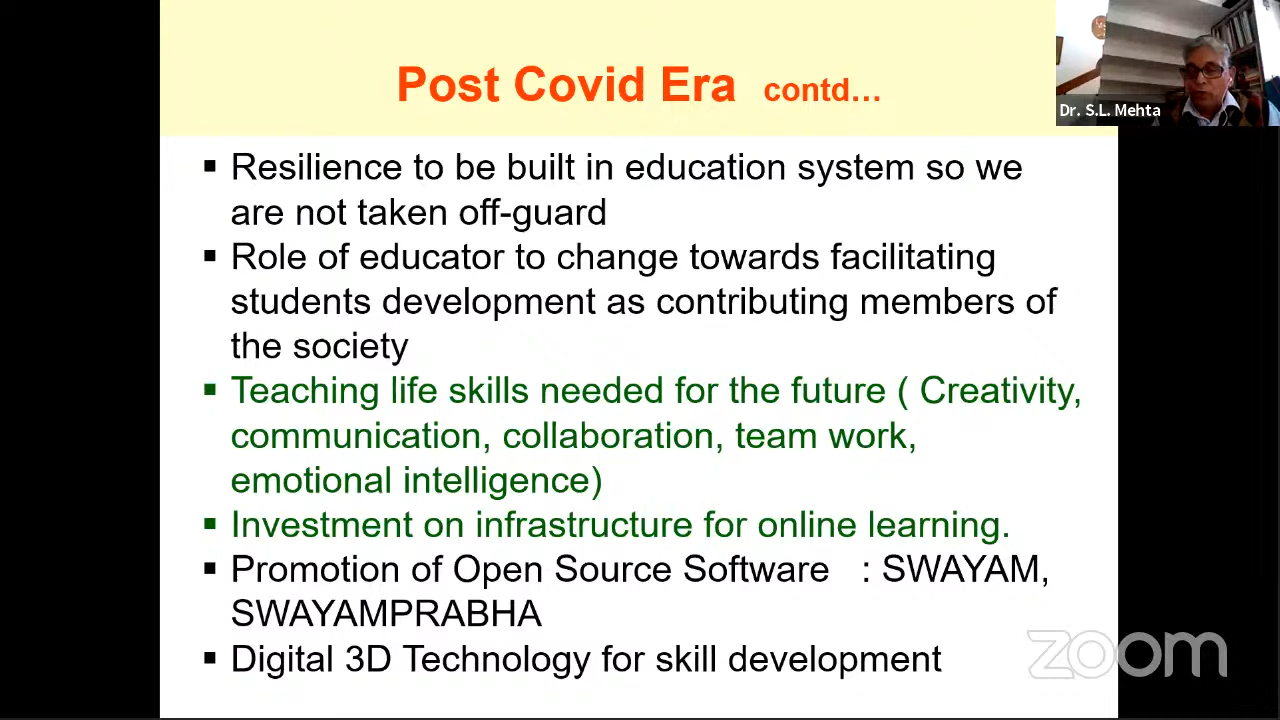 Post Covid Era contd...
Dr. S.L. Mehta
▪ Resilience to be built in education system so we
are not taken off-guard
▪ Role of educator to change towards facilitating
students development as contributing members of
the society
▪ Teaching life skills needed for the future ( Creativity,
communication, collaboration, team work,
emotional intelligence)
▪ Investment on infrastructure for online learning.
▪ Promotion of Open Source Software : SWAYAM,
SWAYAMPRABHA
▪ Digital 3D Technology for skill development
zoom